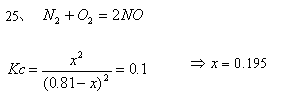 25、 N₂ + O₂ = 2NO
Kc = x² / (0.81 − x)² = 0.1 ⇒ x = 0.195